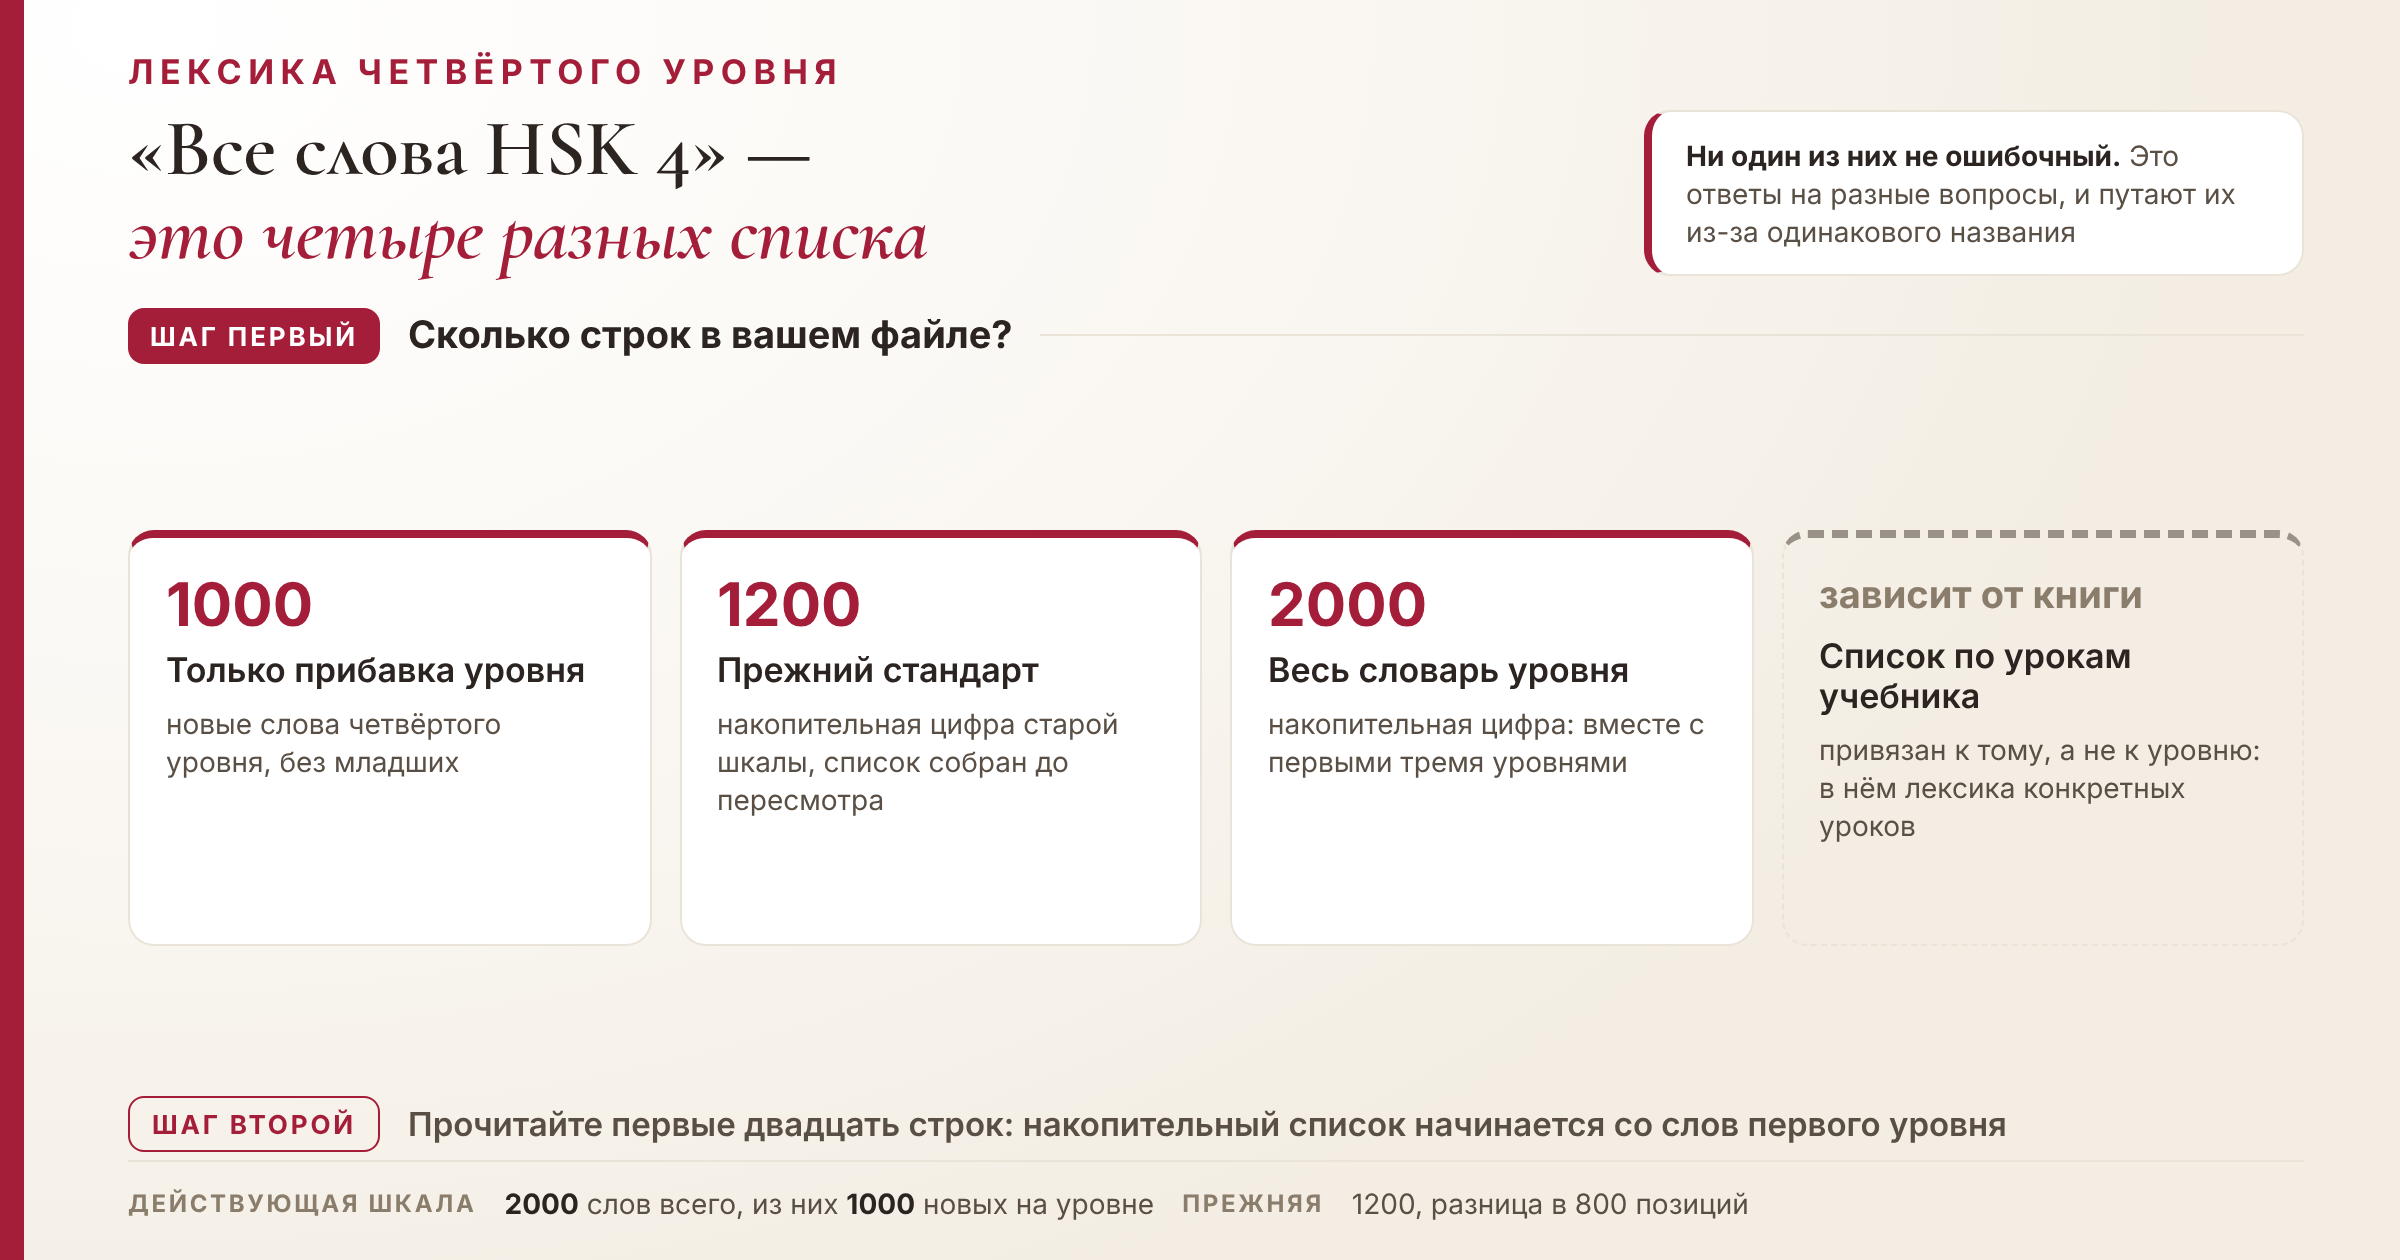 ЛЕКСИКА ЧЕТВЁРТОГО УРОВНЯ
«Все слова HSK 4» —
это четыре разных списка
Ни один из них не ошибочный. Это
ответы на разные вопросы, и путают их
из-за одинакового названия
ШАГ ПЕРВЫЙ
Сколько строк в вашем файле?
1000
Только прибавка уровня
новые слова четвёртого
уровня, без младших
1200
Прежний стандарт
накопительная цифра старой
шкалы, список собран до
пересмотра
2000
Весь словарь уровня
накопительная цифра: вместе с
первыми тремя уровнями
зависит от книги
Список по урокам
учебника
привязан к тому, а не к уровню:
в нём лексика конкретных
уроков
ШАГ ВТОРОЙ
Прочитайте первые двадцать строк: накопительный список начинается со слов первого уровня
ДЕЙСТВУЮЩАЯ ШКАЛА 2000 слов всего, из них 1000 новых на уровне ПРЕЖНЯЯ 1200, разница в 800 позиций